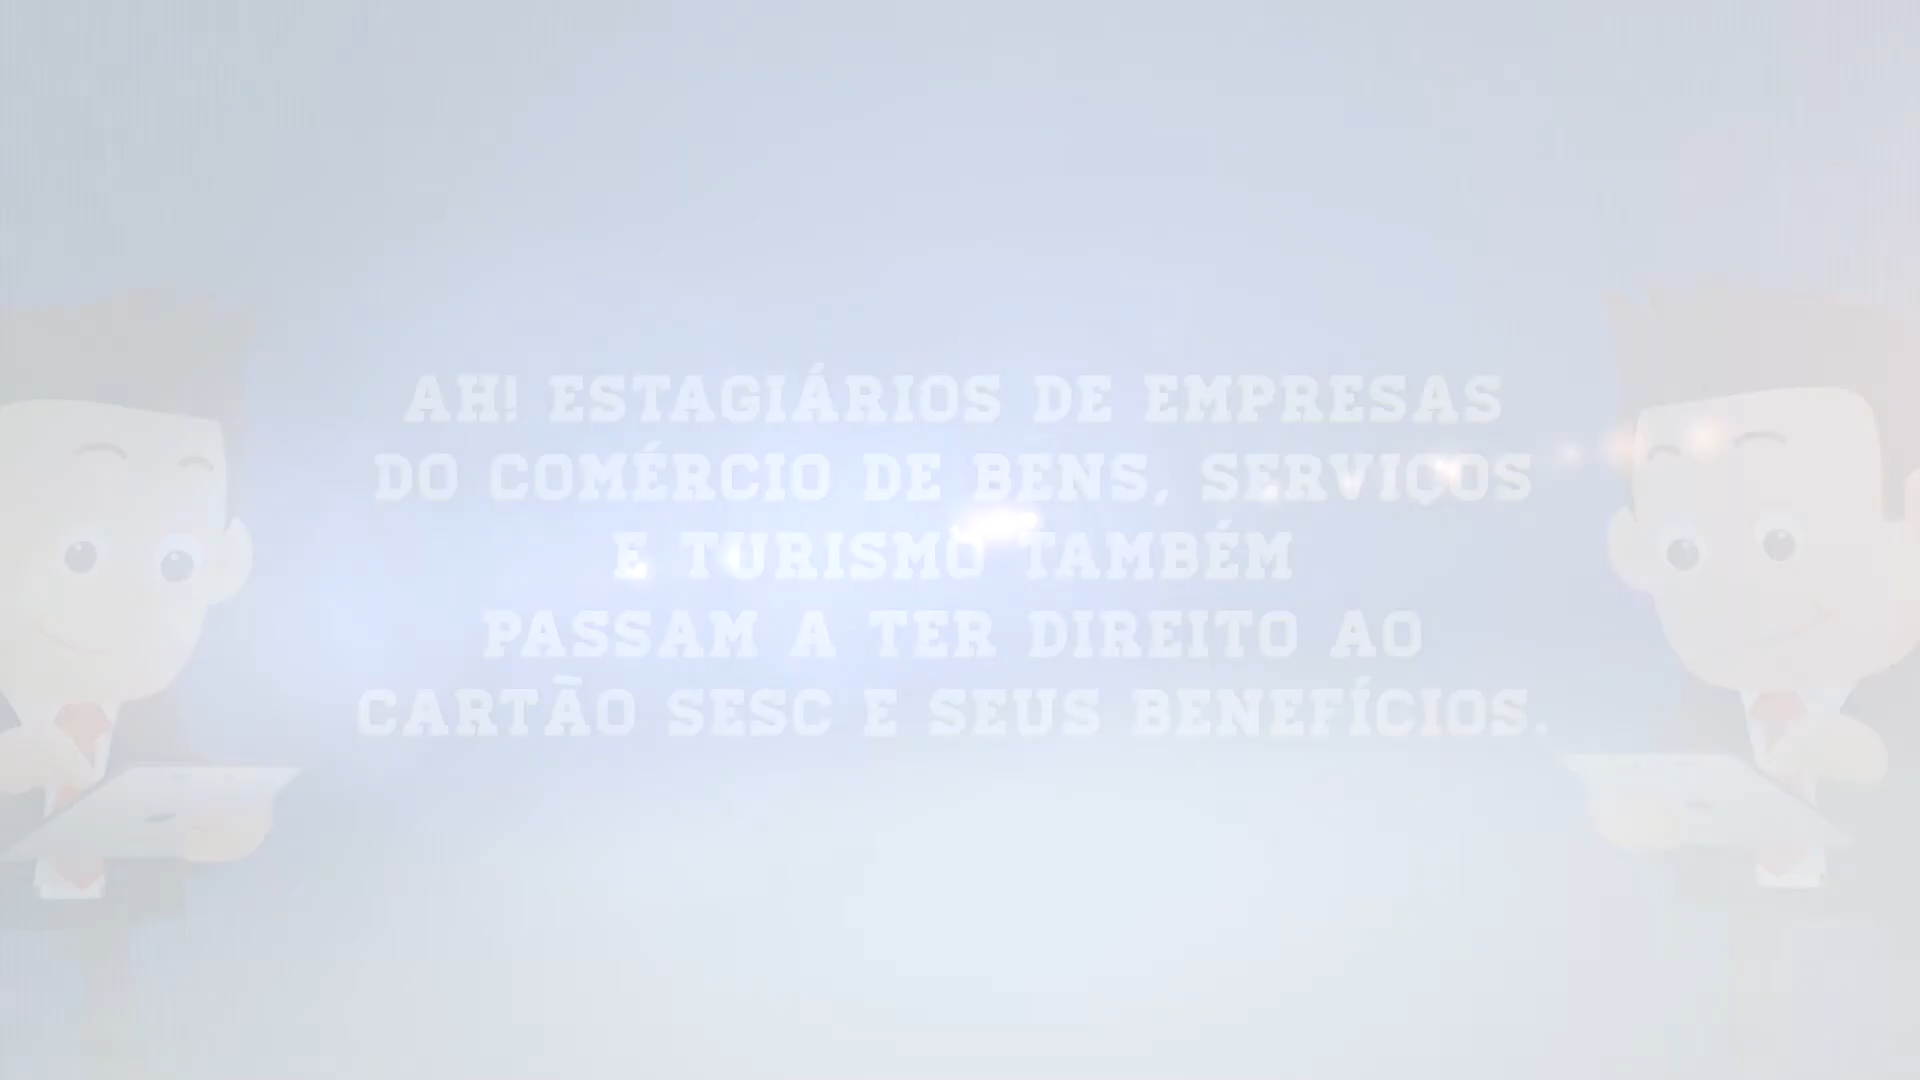 AH! ESTAGIÁRIOS DE EMPRESAS
DO COMÉRCIO DE BENS, SERVIÇOS
E TURISMO TAMBÉM
PASSAM A TER DIREITO AO
CARTÃO SESC E SEUS BENEFÍCIOS.